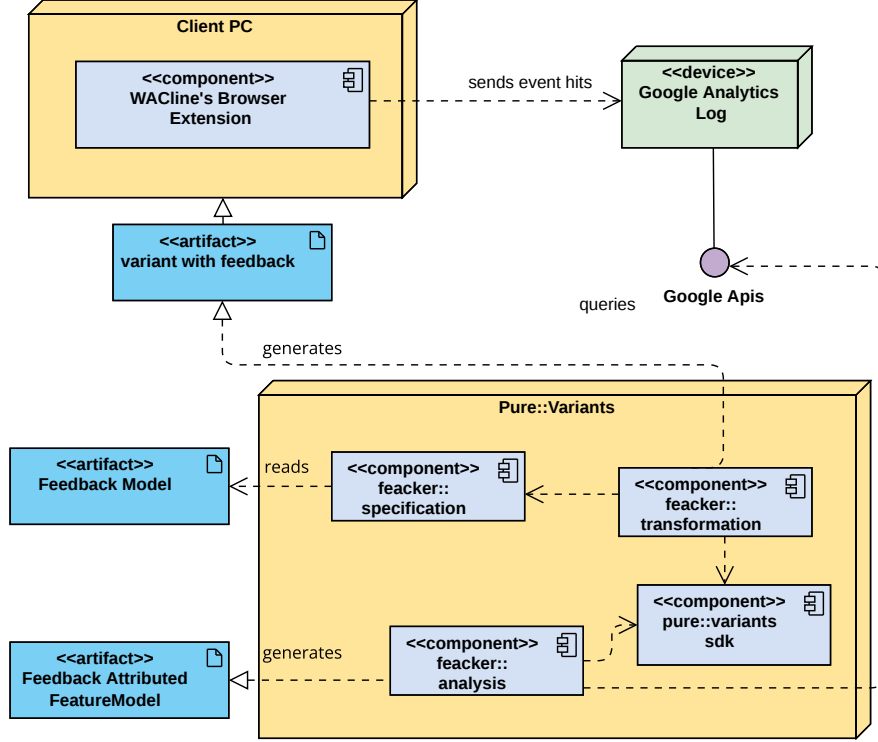 Client PC
<<component>>
WACline's Browser
Extension
sends event hits
<<device>>
Google Analytics
Log
<<artifact>>
variant with feedback
Google Apis
queries
generates
Pure::Variants
<<artifact>>
Feedback Model
reads
<<component>>
feacker::
specification
<<component>>
feacker::
transformation
<<component>>
pure::variants
sdk
<<artifact>>
Feedback Attributed
FeatureModel
generates
<<component>>
feacker::
analysis